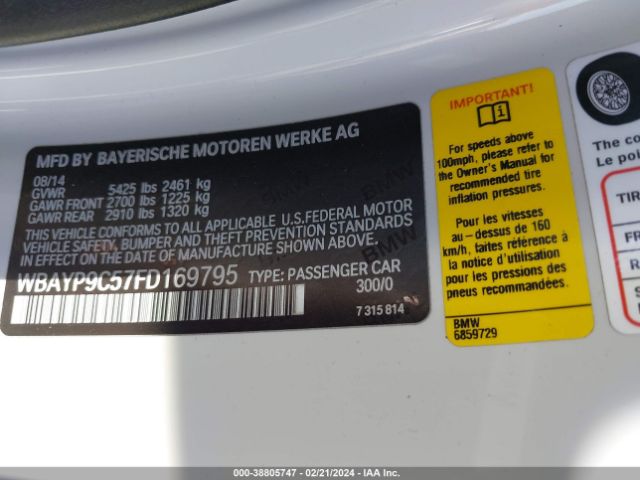 MFD BY BAYERISCHE MOTOREN WERKE AG
08/14
GVWR 5425 lbs 2461 kg
GAWR FRONT 2700 lbs 1225 kg
GAWR REAR 2910 lbs 1320 kg
THIS VEHICLE CONFORMS TO ALL APPLICABLE U.S.FEDERAL MOTOR
VEHICLE SAFETY, BUMPER AND THEFT PREVENTION STANDARDS
IN EFFECT ON THE DATE OF MANUFACTURE SHOWN ABOVE.
WBAYP9C57FD169795 TYPE: PASSENGER CAR
300/0
7 315 814
IMPORTANT!
For speeds above
100mph, please refer to
the Owner's Manual for
recommended tire
inflation pressures.
Pour les vitesses
au-dessus de 160
km/h, taites référence à
la notice d'utilisation
pour les pressions des
pneus recommandées.
BMW
6859729
The co
Le po
TIR
FR
R
000-38805747 - 02/21/2024 - IAA Inc.